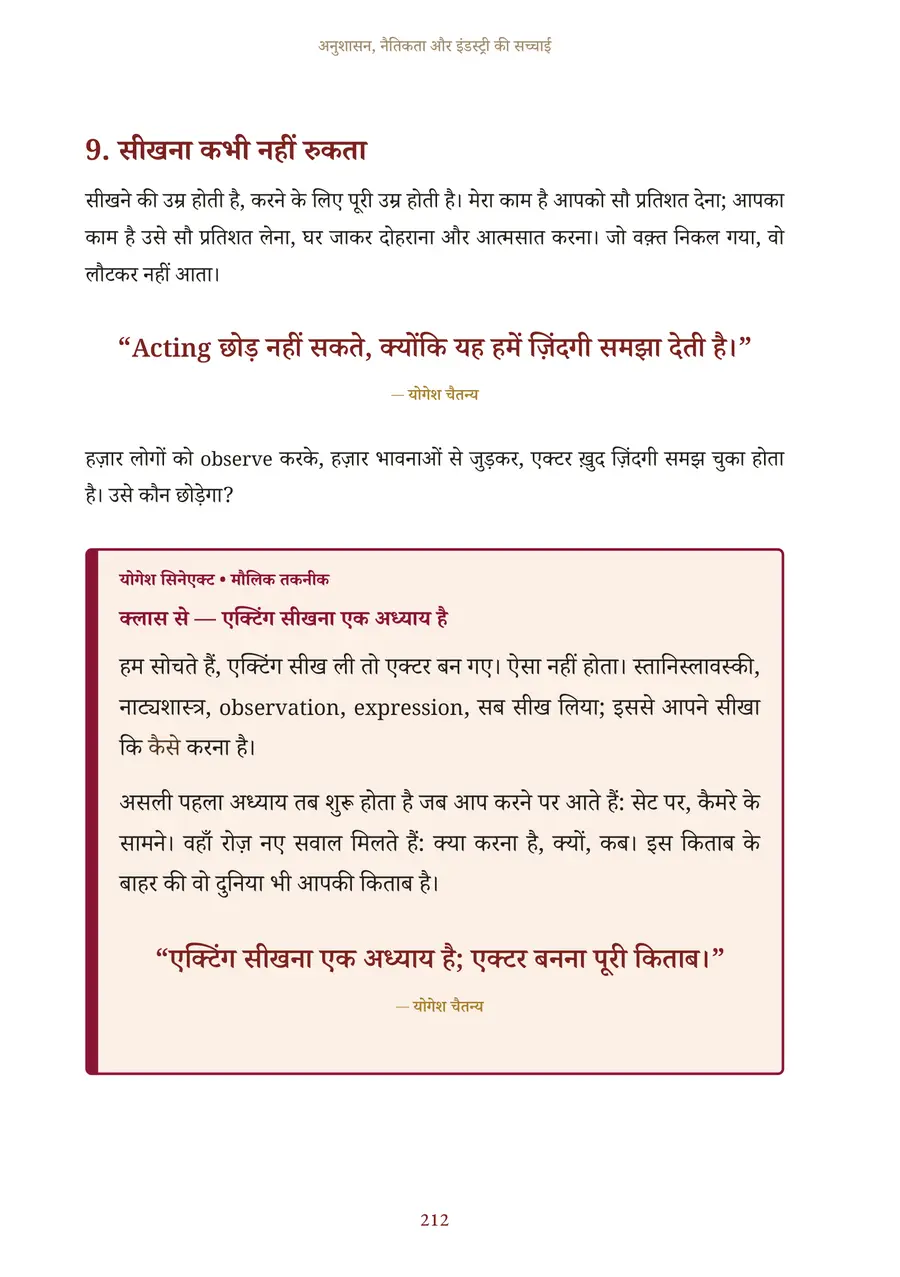 अनुशासन, नैतिकता और इंडस्ट्री की सच्चाई
9. सीखना कभी नहीं रुकता
सीखने की उम्र होती है, करने के लिए पूरी उम्र होती है। मेरा काम है आपको सौ प्रतिशत देना; आपका
काम है उसे सौ प्रतिशत लेना, घर जाकर दोहराना और आत्मसात करना। जो वक़्त निकल गया, वो
लौटकर नहीं आता।
“Acting छोड़ नहीं सकते, क्योंकि यह हमें ज़िंदगी समझा देती है।”
— योगेश चैतन्य
हज़ार लोगों को observe करके, हज़ार भावनाओं से जुड़कर, एक्टर ख़ुद ज़िंदगी समझ चुका होता
है। उसे कौन छोड़ेगा?
योगेश सिनेएक्ट • मौलिक तकनीक
क्लास से — एक्टिंग सीखना एक अध्याय है
हम सोचते हैं, एक्टिंग सीख ली तो एक्टर बन गए। ऐसा नहीं होता। स्तानिस्लावस्की,
नाट्यशास्त्र, observation, expression, सब सीख लिया; इससे आपने सीखा
कि कैसे करना है।
असली पहला अध्याय तब शुरू होता है जब आप करने पर आते हैं: सेट पर, कैमरे के
सामने। वहाँ रोज़ नए सवाल मिलते हैं: क्या करना है, क्यों, कब। इस किताब के
बाहर की वो दुनिया भी आपकी किताब है।
“एक्टिंग सीखना एक अध्याय है; एक्टर बनना पूरी किताब।”
— योगेश चैतन्य
212